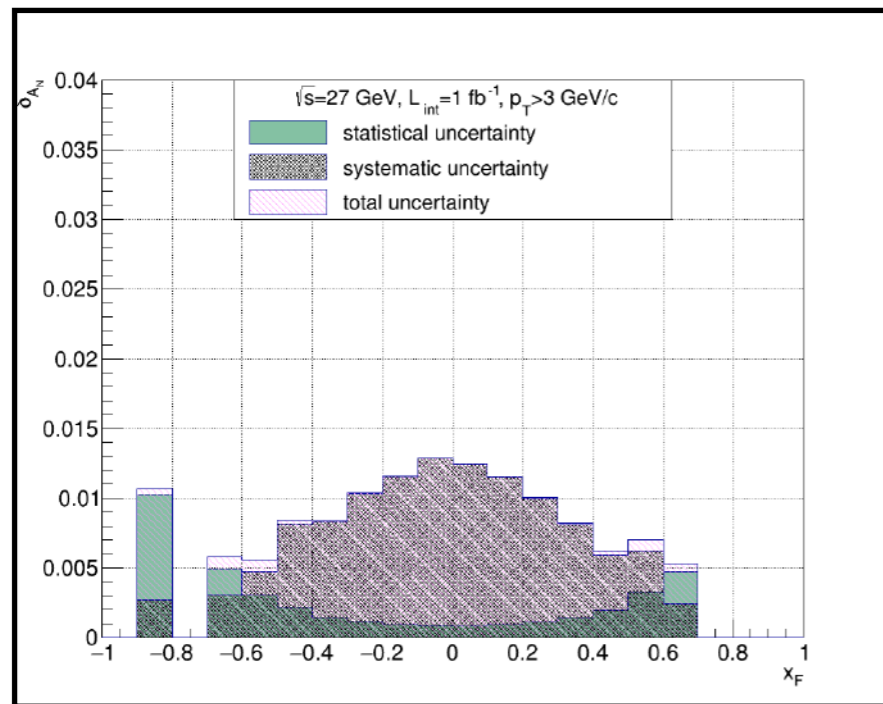 √s=27 GeV, L_int=1 fb⁻¹, p_T>3 GeV/c
statistical uncertainty
systematic uncertainty
total uncertainty
δ_A_N
0.04
0.035
0.03
0.025
0.02
0.015
0.01
0.005
0
−1 −0.8 −0.6 −0.4 −0.2 0 0.2 0.4 0.6 0.8 1
x_F